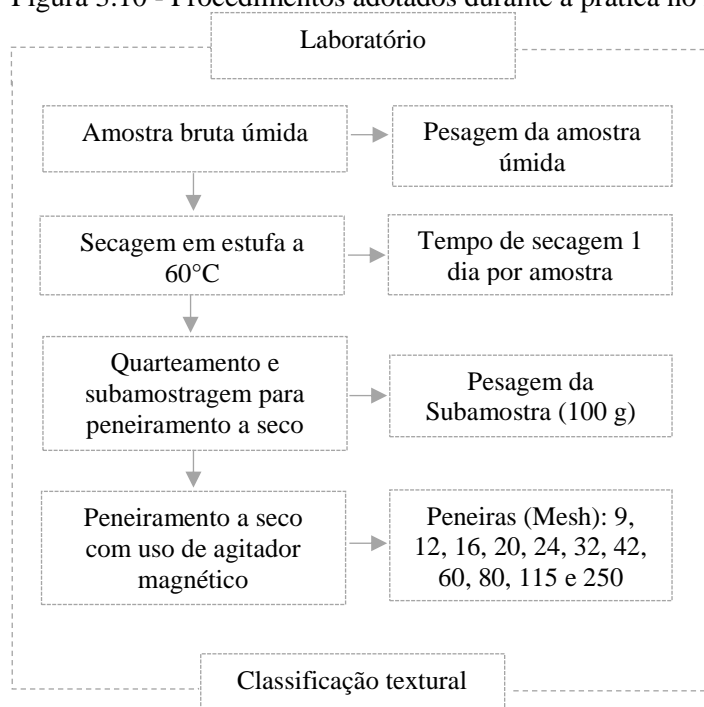 Figura 3.10 - Procedimentos adotados durante a prática no
Laboratório
Amostra bruta úmida
Pesagem da amostra
úmida
Secagem em estufa a
60°C
Tempo de secagem 1
dia por amostra
Quarteamento e
subamostragem para
peneiramento a seco
Pesagem da
Subamostra (100 g)
Peneiramento a seco
com uso de agitador
magnético
Peneiras (Mesh): 9,
12, 16, 20, 24, 32, 42,
60, 80, 115 e 250
Classificação textural